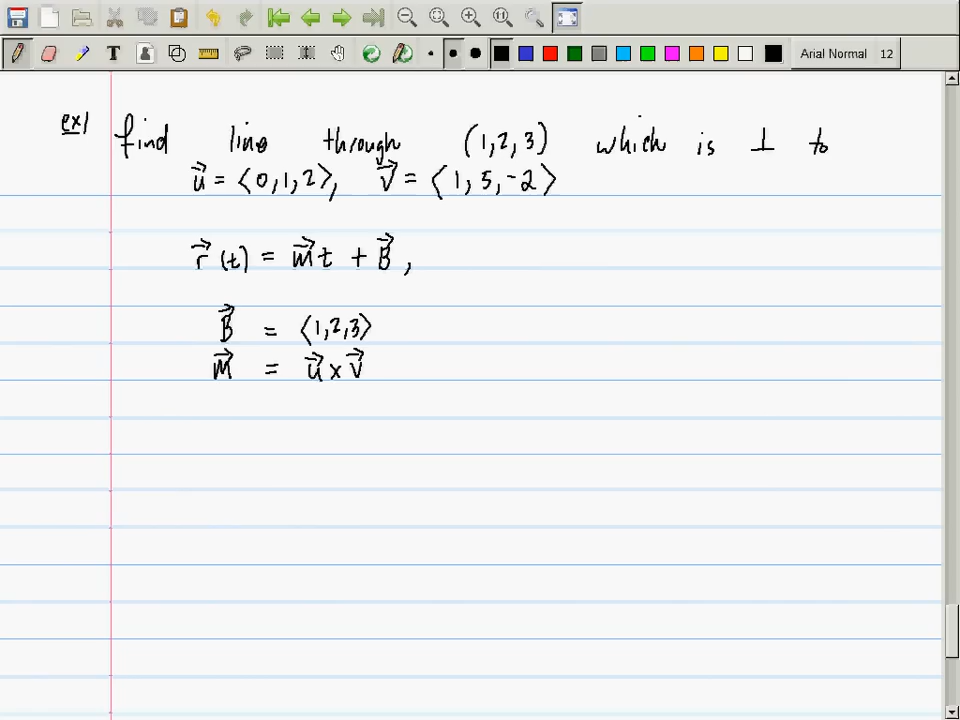 Arial Normal 12
ex1 find line through (1,2,3) which is ⊥ to
u⃗ = ⟨0,1,2⟩, v⃗ = ⟨1,5,-2⟩
r⃗(t) = m⃗t + B⃗,
B⃗ = ⟨1,2,3⟩
m⃗ = u⃗ x v⃗